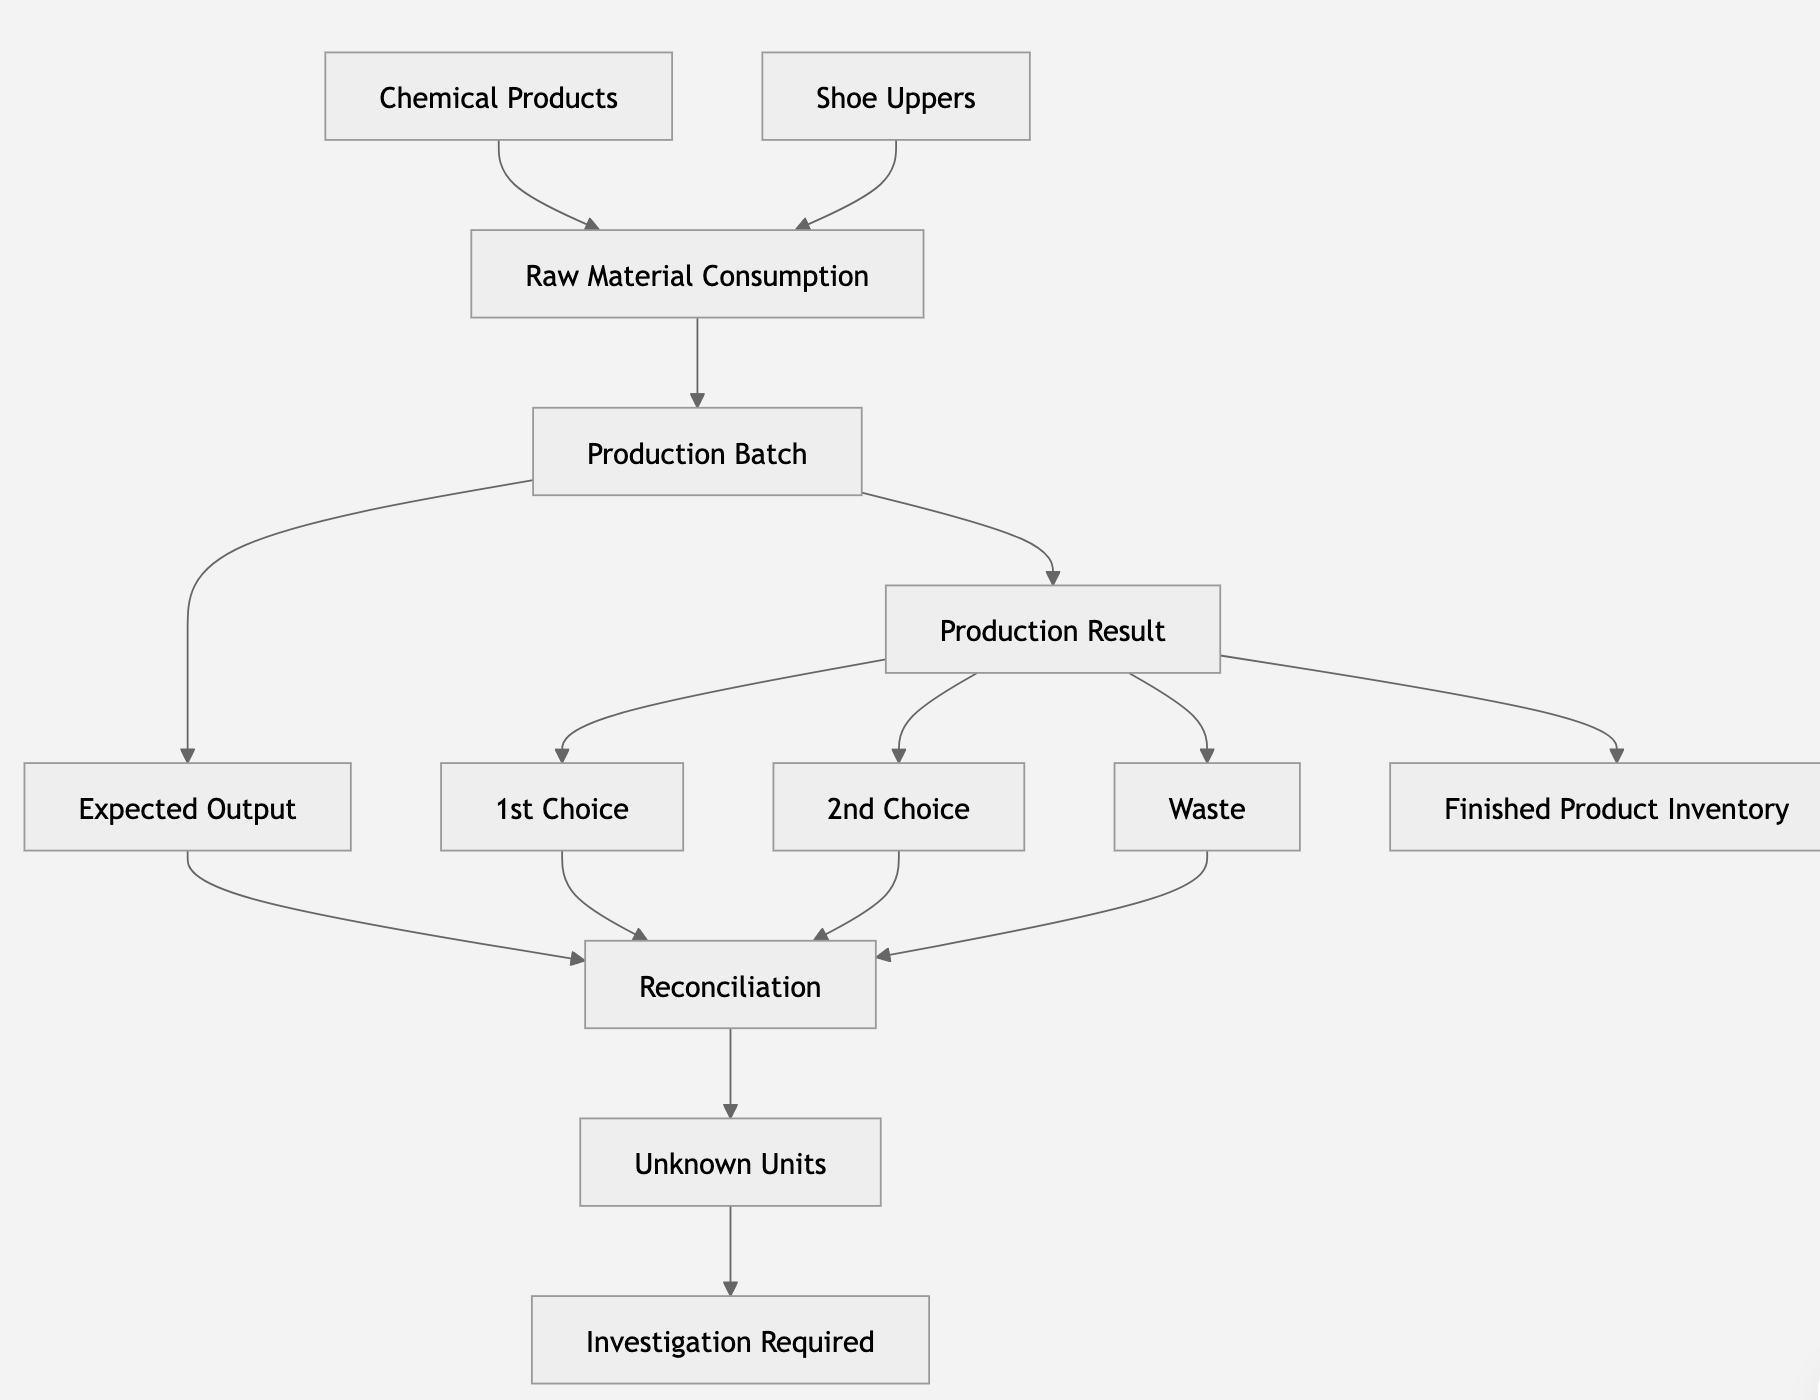 Chemical Products
Shoe Uppers
Raw Material Consumption
Production Batch
Production Result
Expected Output
1st Choice
2nd Choice
Waste
Finished Product Inventory
Reconciliation
Unknown Units
Investigation Required